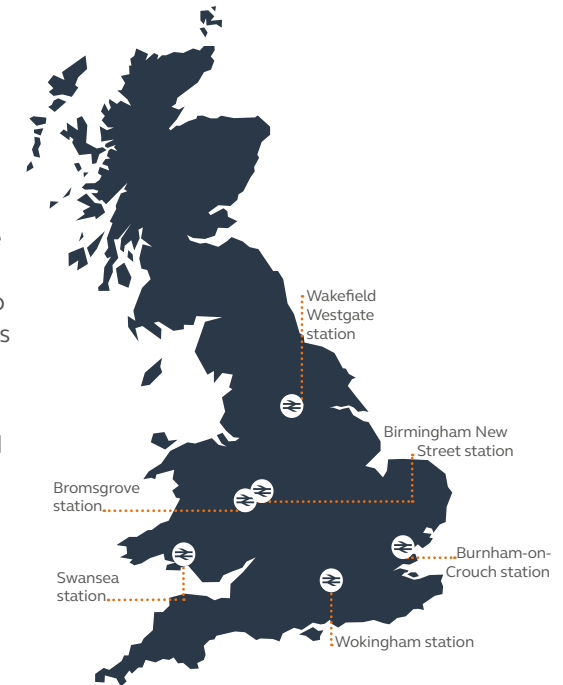 Wakefield
Westgate
station
Birmingham New
Street station
Bromsgrove
station
Burnham-on-
Crouch station
Swansea
station
Wokingham station